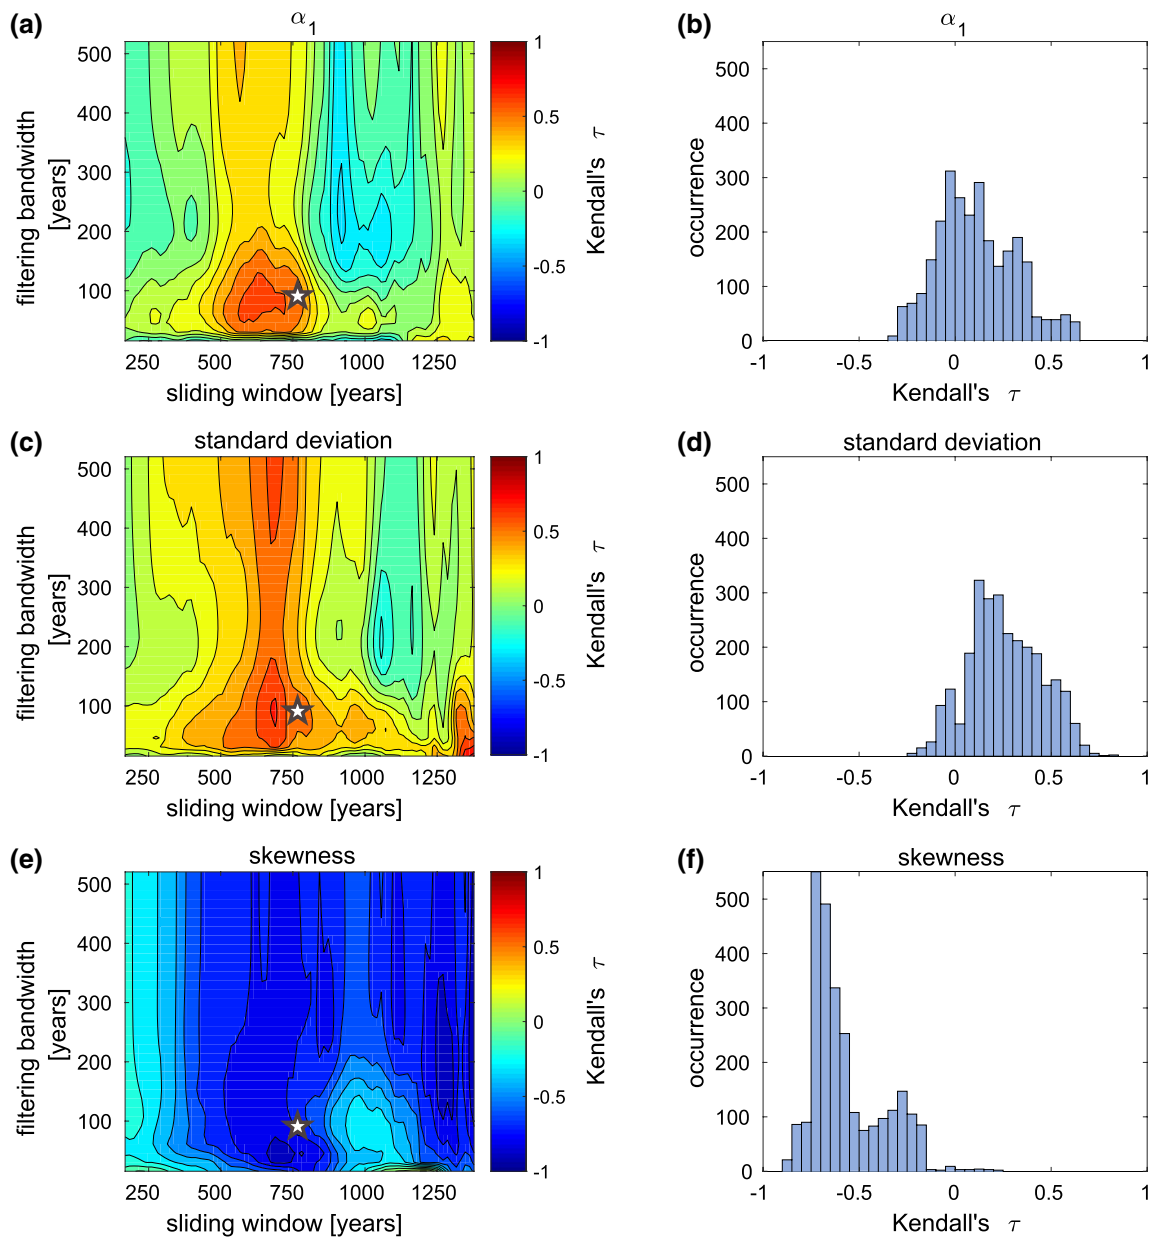 (a)
α1
500
400
300
200
100
filtering bandwidth
[years]
250 500 750 1000 1250
sliding window [years]
1
0.5
0
-0.5
-1
Kendall's τ
(b)
α1
500
400
300
200
100
0
occurrence
-1 -0.5 0 0.5 1
Kendall's τ
(c)
standard deviation
500
400
300
200
100
filtering bandwidth
[years]
250 500 750 1000 1250
sliding window [years]
1
0.5
0
-0.5
-1
Kendall's τ
(d)
standard deviation
500
400
300
200
100
0
occurrence
-1 -0.5 0 0.5 1
Kendall's τ
(e)
skewness
500
400
300
200
100
filtering bandwidth
[years]
250 500 750 1000 1250
sliding window [years]
1
0.5
0
-0.5
-1
Kendall's τ
(f)
skewness
500
400
300
200
100
0
occurrence
-1 -0.5 0 0.5 1
Kendall's τ